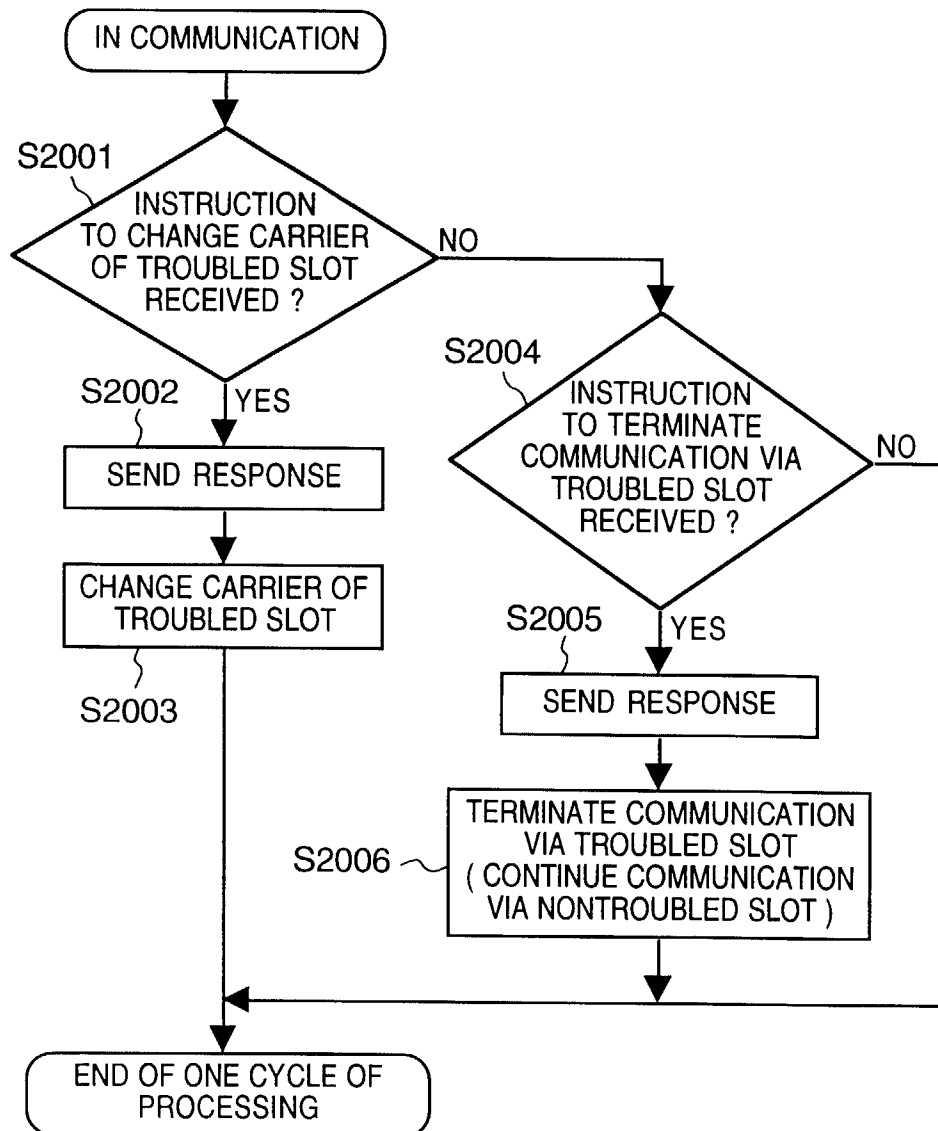 IN COMMUNICATION
S2001
INSTRUCTION
TO CHANGE CARRIER
OF TROUBLED SLOT
RECEIVED ?
NO
YES
S2002
SEND RESPONSE
CHANGE CARRIER OF
TROUBLED SLOT
S2003
S2004
INSTRUCTION
TO TERMINATE
COMMUNICATION VIA
TROUBLED SLOT
RECEIVED ?
NO
YES
S2005
SEND RESPONSE
S2006
TERMINATE COMMUNICATION
VIA TROUBLED SLOT
( CONTINUE COMMUNICATION
VIA NONTROUBLED SLOT )
END OF ONE CYCLE OF
PROCESSING